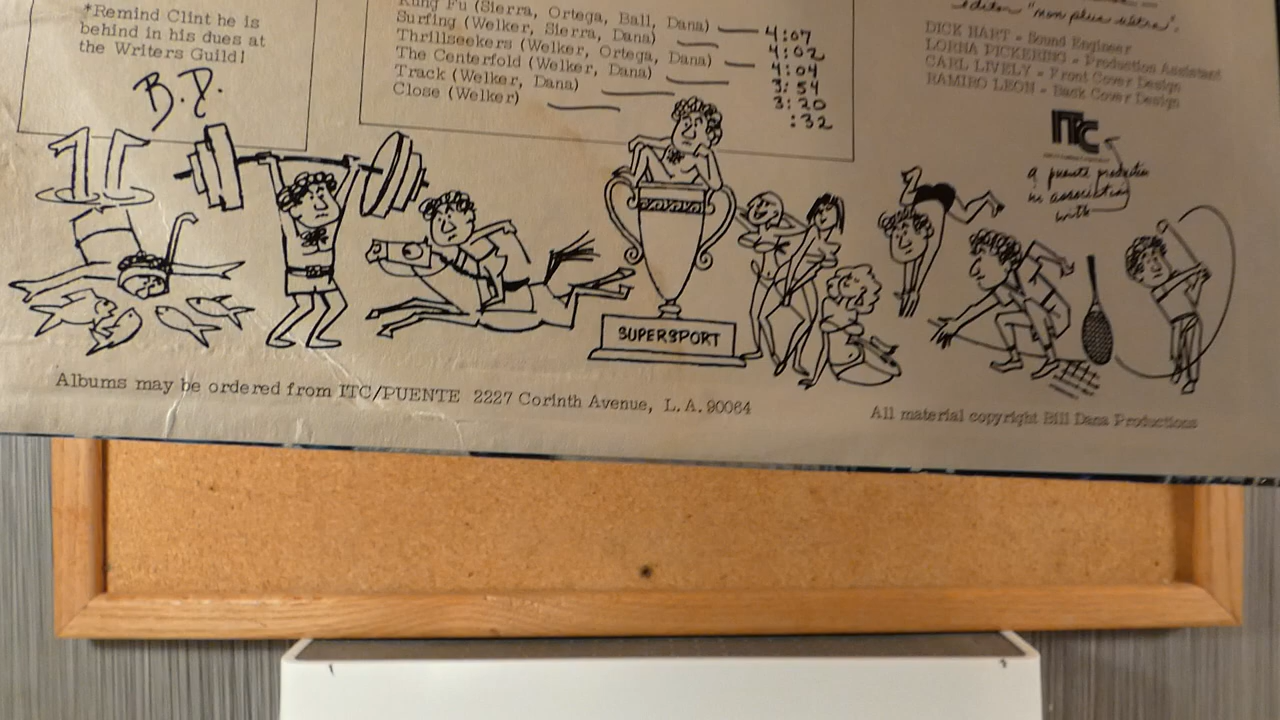 *Remind Clint he is
behind in his dues at
the Writers Guild!
B.D.
Kung Fu (Sierra, Ortega, Ball, Dana) 4:07
Surfing (Welker, Sierra, Dana) 4:02
Thrillseekers (Welker, Ortega, Dana) 4:04
The Centerfold (Welker, Dana) 3:54
Track (Welker, Dana) 3:20
Close (Welker) :32
editor "non plus ultra".
DICK HART - Sound Engineer
LORNA PICKERING - Production Assistant
CARL LIVELY - Front Cover Design
RAMIRO LEON - Back Cover Design
ITC
a puente production
in association
with
SUPERSPORT
Albums may be ordered from ITC/PUENTE 2227 Corinth Avenue, L.A. 90064
All material copyright Bill Dana Productions